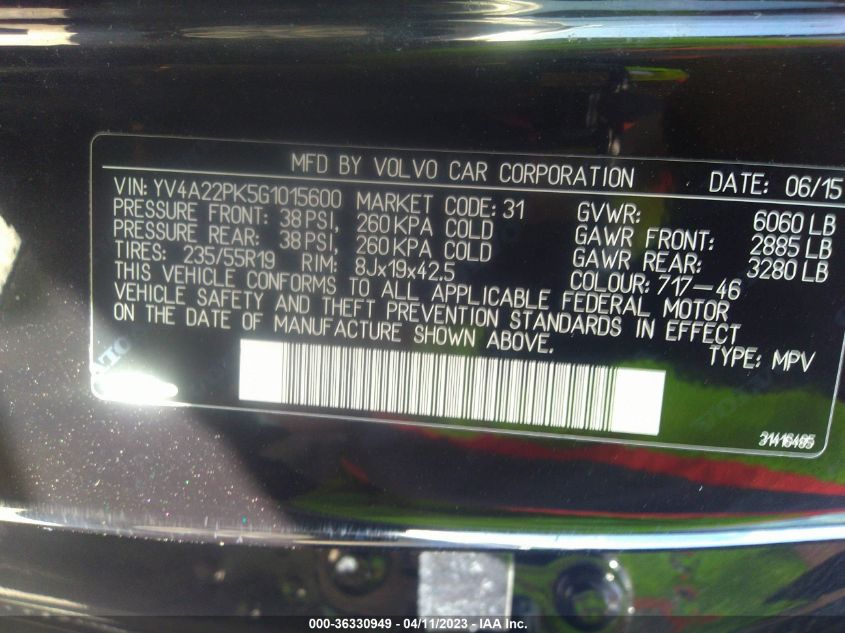 MFD BY VOLVO CAR CORPORATION DATE: 06/15
VIN: YV4A22PK5G1015600 MARKET CODE: 31 GVWR: 6060 LB
PRESSURE FRONT: 38 PSI, 260 KPA COLD GAWR FRONT: 2885 LB
PRESSURE REAR: 38 PSI, 260 KPA COLD GAWR REAR: 3280 LB
TIRES: 235/55R19 RIM: 8Jx19x42.5 COLOUR: 717-46
THIS VEHICLE CONFORMS TO ALL APPLICABLE FEDERAL MOTOR
VEHICLE SAFETY AND THEFT PREVENTION STANDARDS IN EFFECT
ON THE DATE OF MANUFACTURE SHOWN ABOVE.
TYPE: MPV
31416495
000-36330949 - 04/11/2023 - IAA Inc.